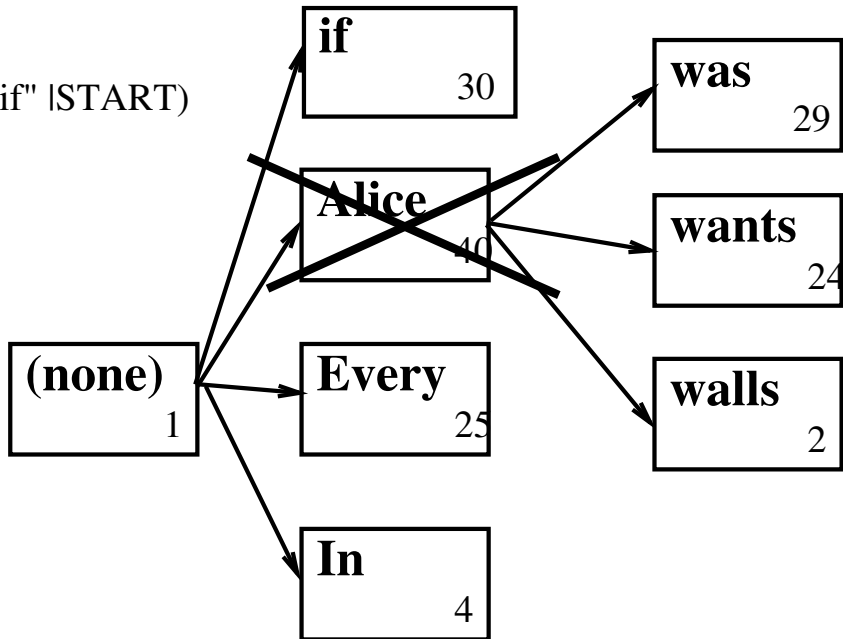 if
30
if" |START)
was
29
Alice
40
wants
24
(none)
1
Every
25
walls
2
In
4